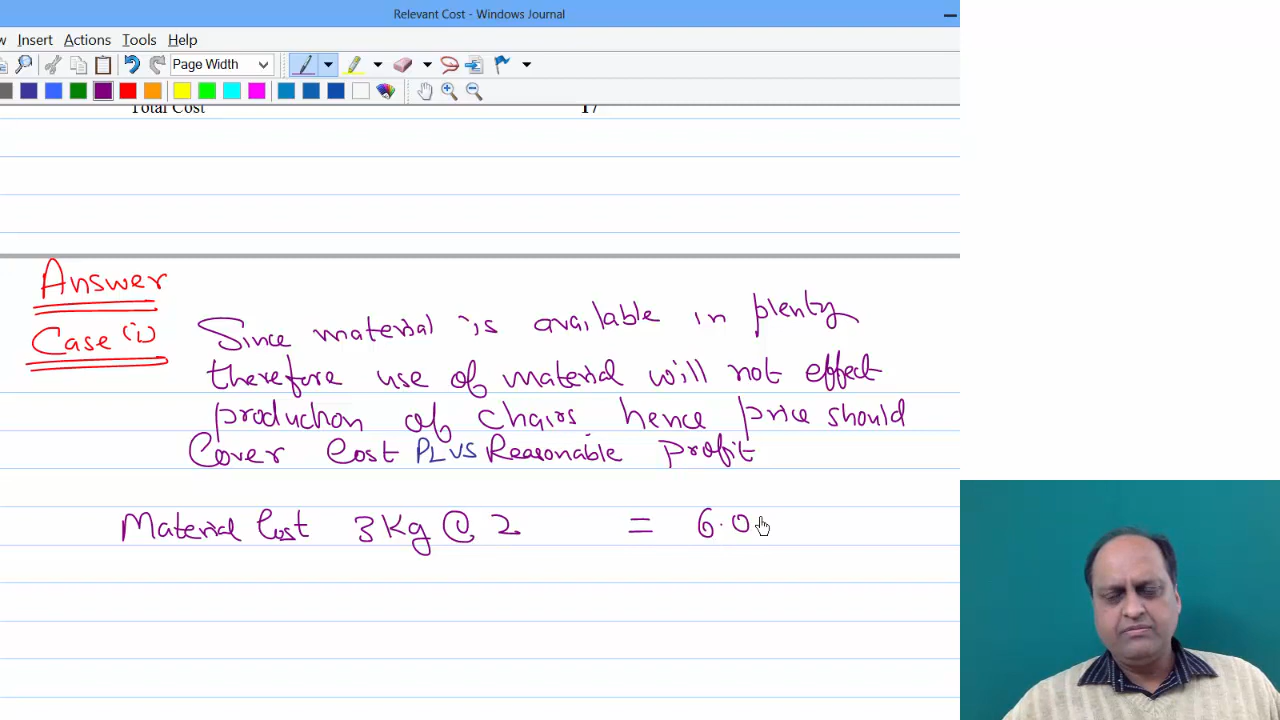 Relevant Cost - Windows Journal
w Insert Actions Tools Help
Page Width
Total Cost 17
Answer
Case (i) Since material is available in plenty
therefore use of material will not effect
production of chairs. hence price should
Cover Cost PLUS Reasonable profit
Material Cost 3 Kg @ 2 = 6.0